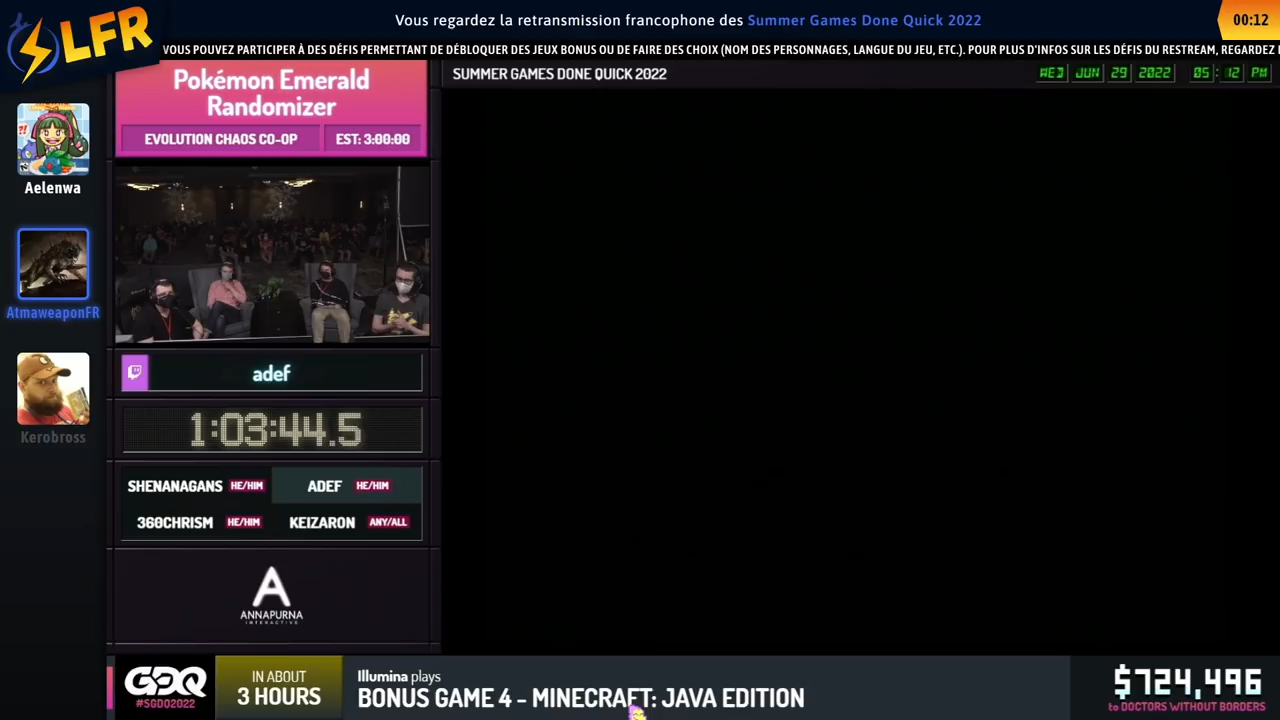 LFR
Vous regardez la retransmission francophone des Summer Games Done Quick 2022
00:12
VOUS POUVEZ PARTICIPER À DES DÉFIS PERMETTANT DE DÉBLOQUER DES JEUX BONUS OU DE FAIRE DES CHOIX (NOM DES PERSONNAGES, LANGUE DU JEU, ETC.). POUR PLUS D'INFOS SUR LES DÉFIS DU RESTREAM, REGARDEZ
Pokémon Emerald
Randomizer
EVOLUTION CHAOS CO-OP
EST: 3:00:00
SUMMER GAMES DONE QUICK 2022
WED JUN 29 2022 05:12 PM
Aelenwa
AtmaweaponFR
Kerobross
adef
1:03:44.5
SHENANAGANS HE/HIM
ADEF HE/HIM
360CHRISM HE/HIM
KEIZARON ANY/ALL
ANNAPURNA
INTERACTIVE
GDQ
#SGDQ2022
IN ABOUT
3 HOURS
Illumina plays
BONUS GAME 4 - MINECRAFT: JAVA EDITION
$724,496
to DOCTORS WITHOUT BORDERS